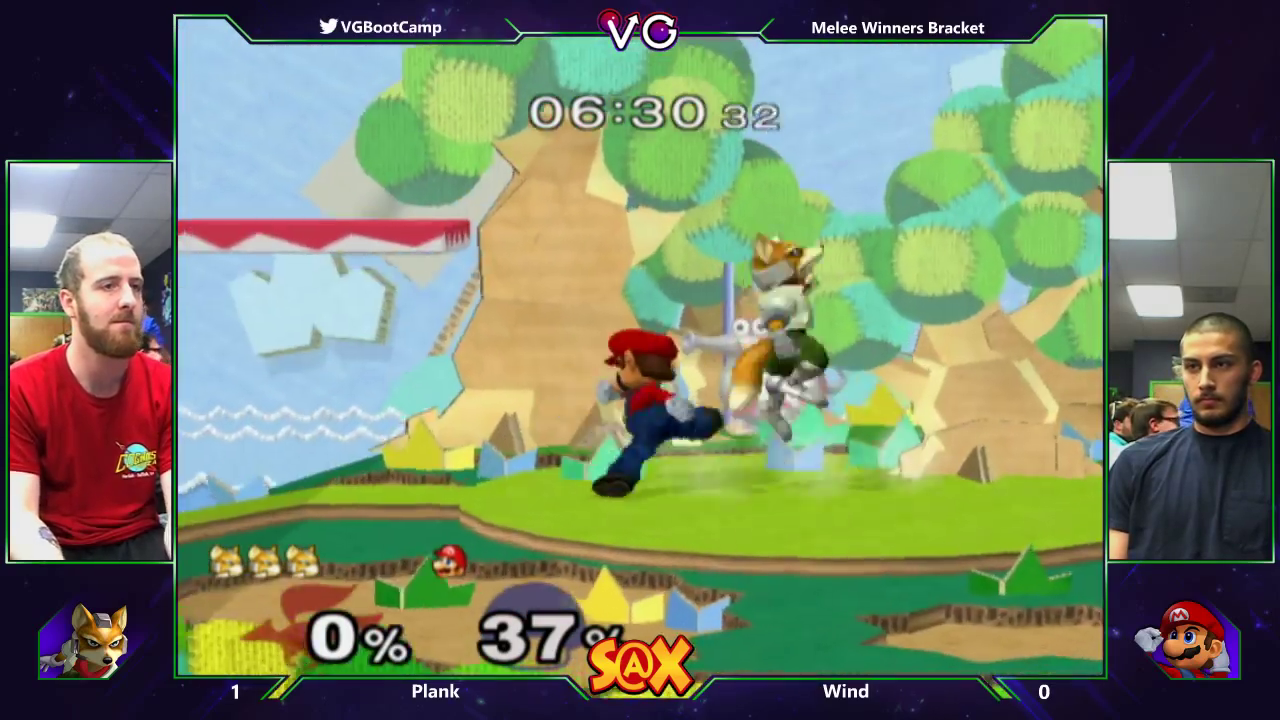 VGBootCamp
VG
Melee Winners Bracket
06:30 32
0%
37%
S@X
1
Plank
Wind
0